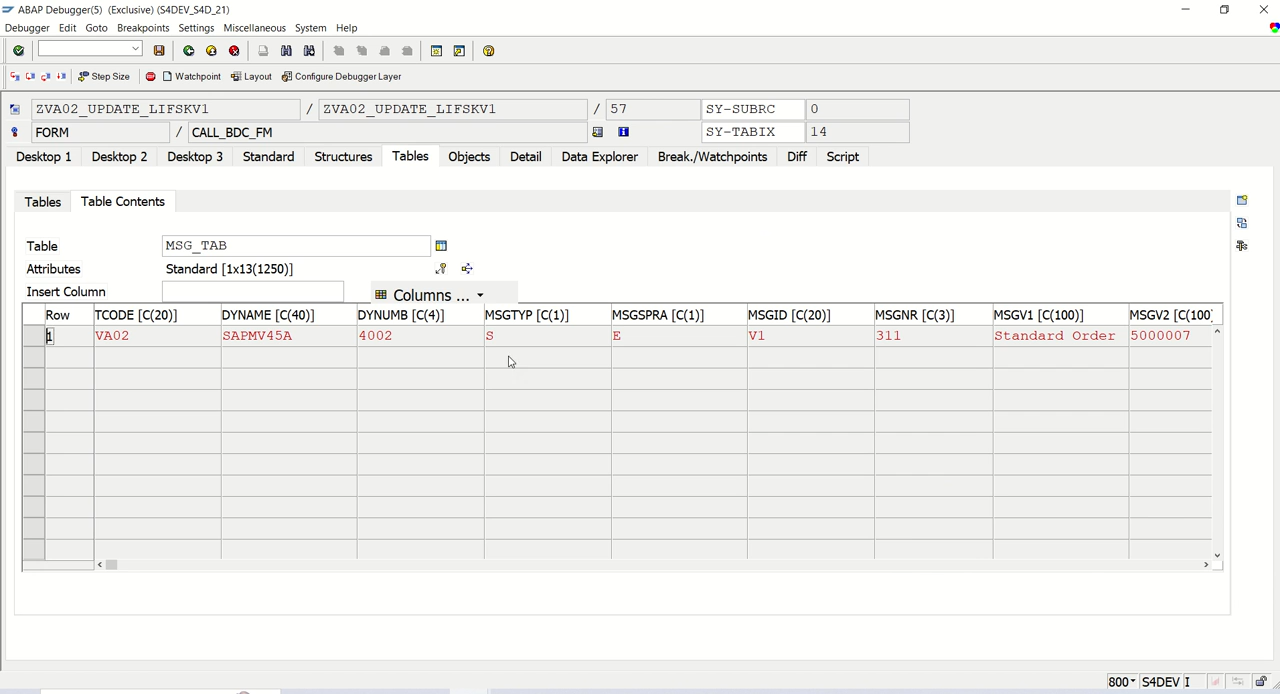 ABAP Debugger(5) (Exclusive) (S4DEV_S4D_21)
Debugger Edit Goto Breakpoints Settings Miscellaneous System Help
Step Size Watchpoint Layout Configure Debugger Layer
ZVA02_UPDATE_LIFSKV1 / ZVA02_UPDATE_LIFSKV1 / 57 SY-SUBRC 0
FORM / CALL_BDC_FM SY-TABIX 14
Desktop 1 Desktop 2 Desktop 3 Standard Structures Tables Objects Detail Data Explorer Break./Watchpoints Diff Script
Tables Table Contents
Table MSG_TAB
Attributes Standard [1x13(1250)]
Insert Column Columns ...
Row TCODE [C(20)] DYNAME [C(40)] DYNUMB [C(4)] MSGTYP [C(1)] MSGSPRA [C(1)] MSGID [C(20)] MSGNR [C(3)] MSGV1 [C(100)] MSGV2 [C(100)
1 VA02 SAPMV45A 4002 S E V1 311 Standard Order 5000007
800 S4DEV I